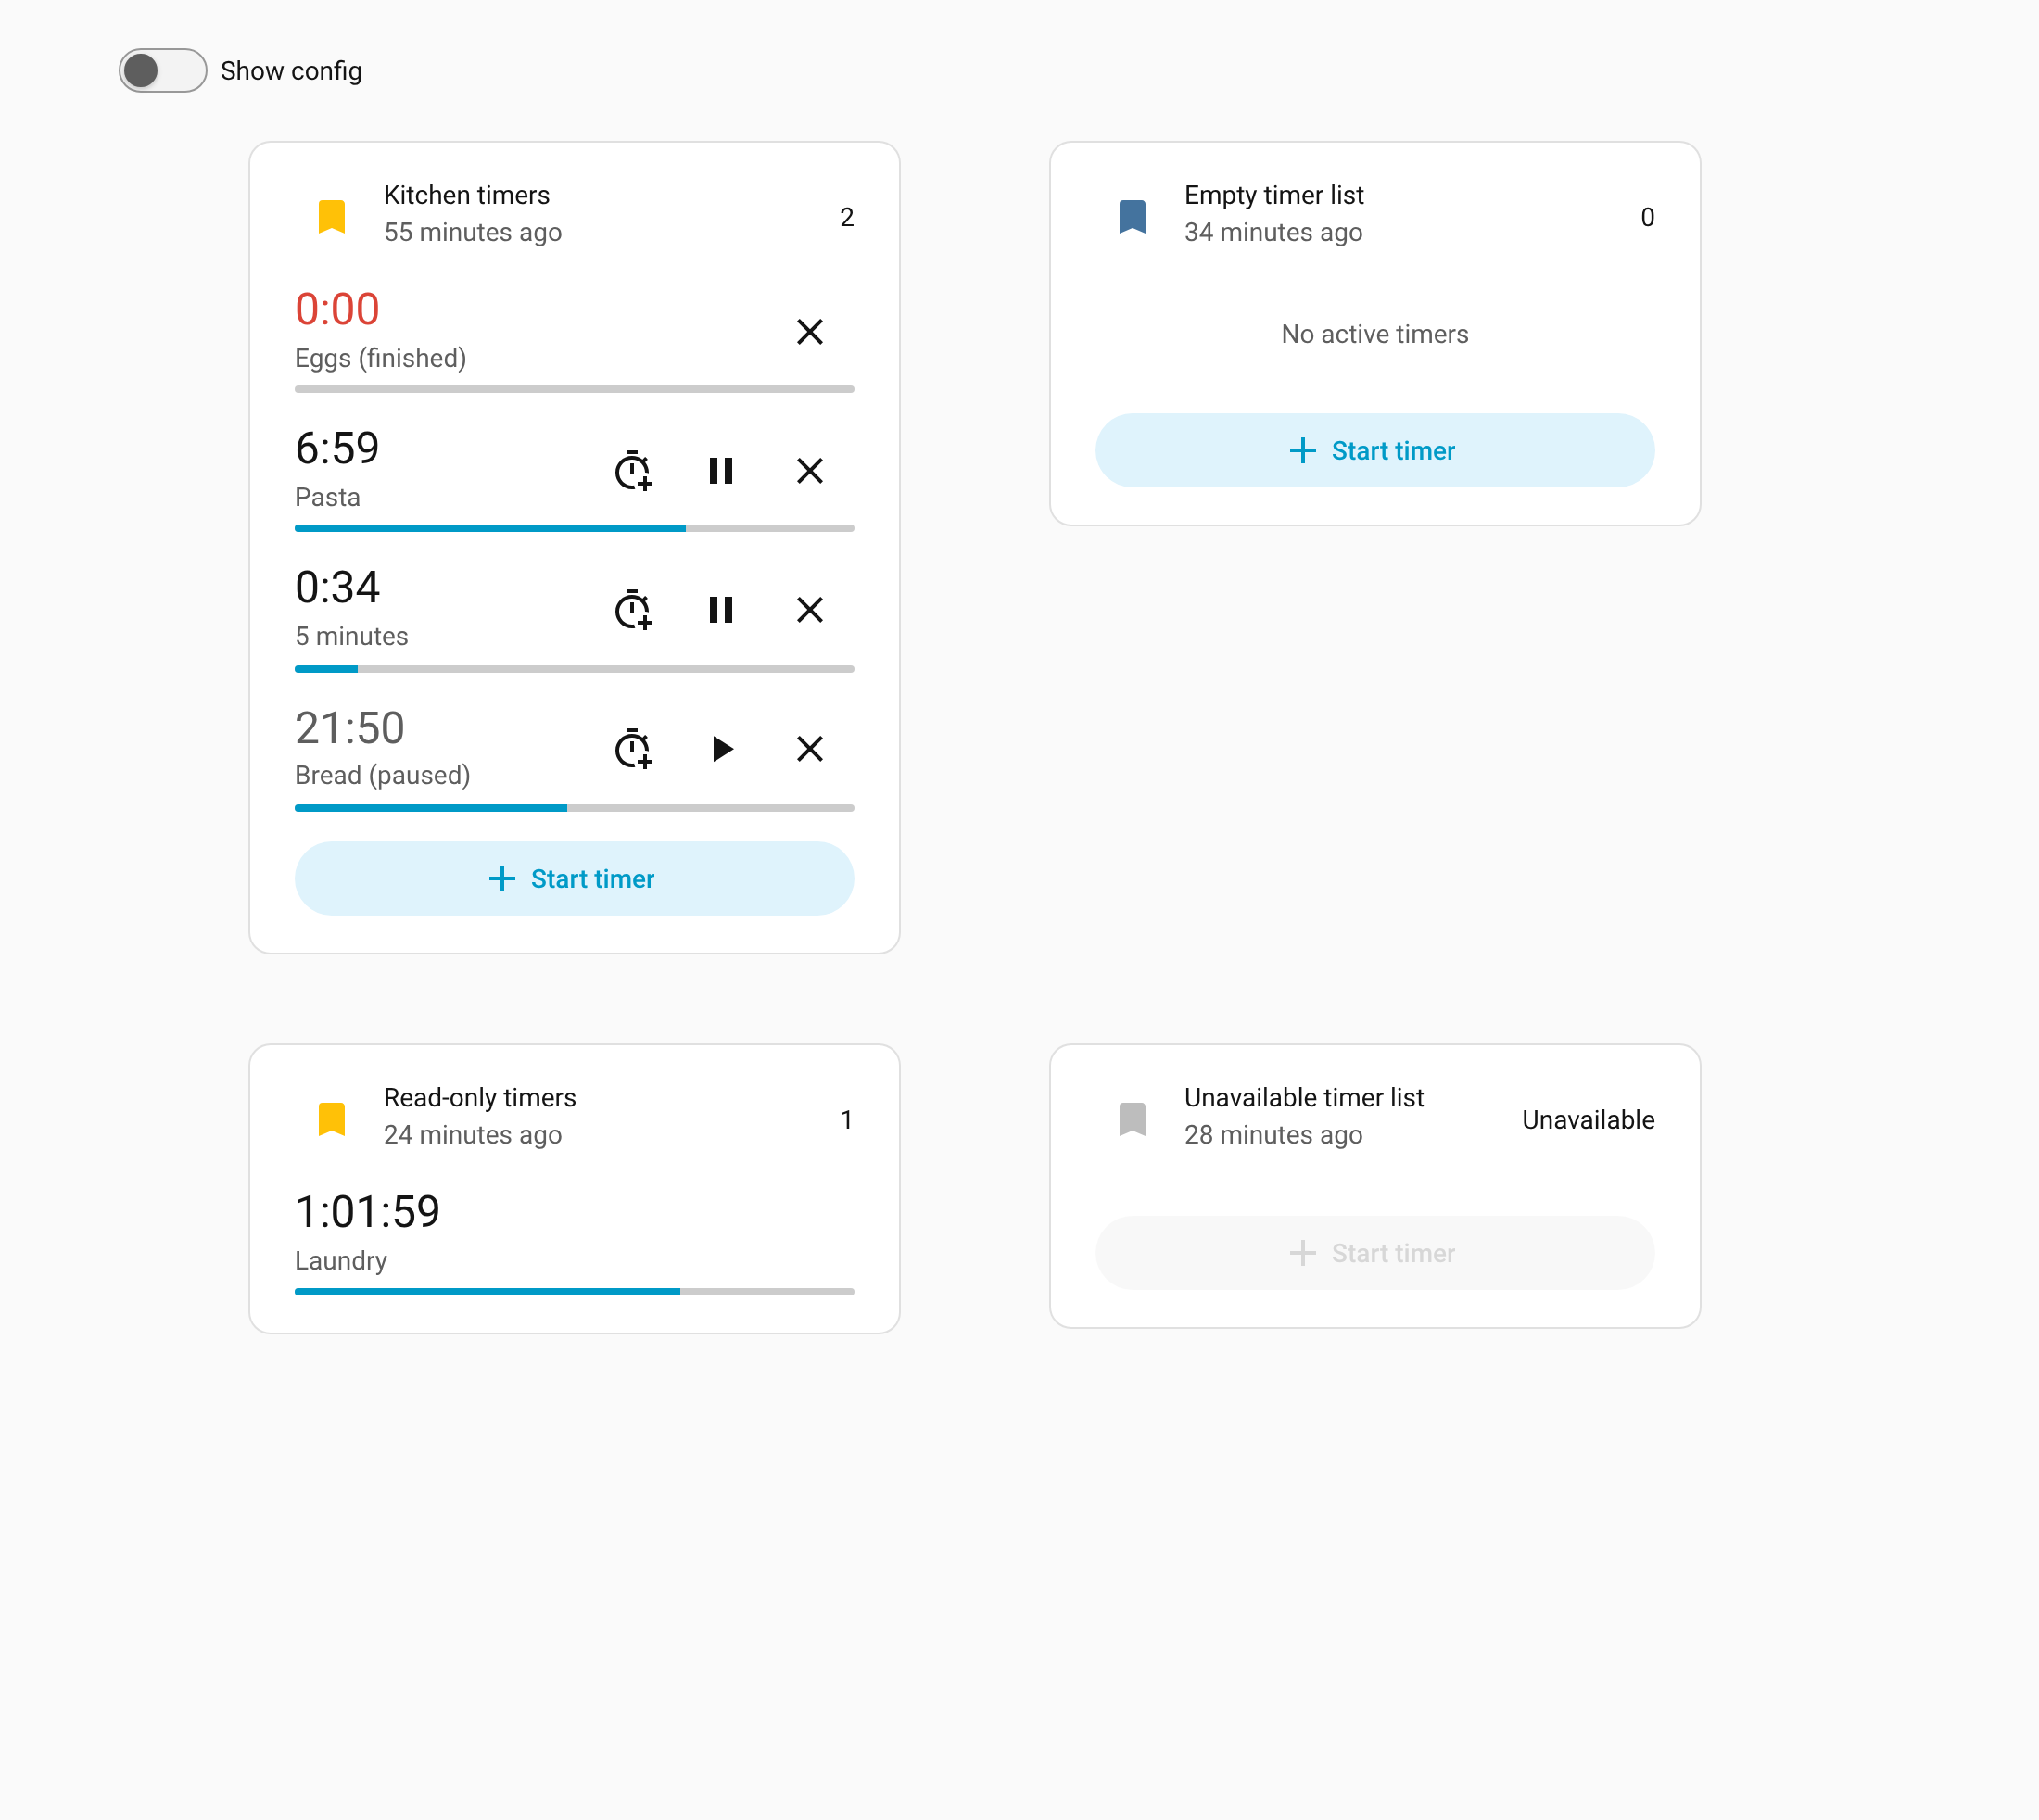 Show config
Kitchen timers
55 minutes ago
2
0:00
Eggs (finished)
6:59
Pasta
0:34
5 minutes
21:50
Bread (paused)
Start timer
Empty timer list
34 minutes ago
0
No active timers
Start timer
Read-only timers
24 minutes ago
1
1:01:59
Laundry
Unavailable timer list
28 minutes ago
Unavailable
Start timer